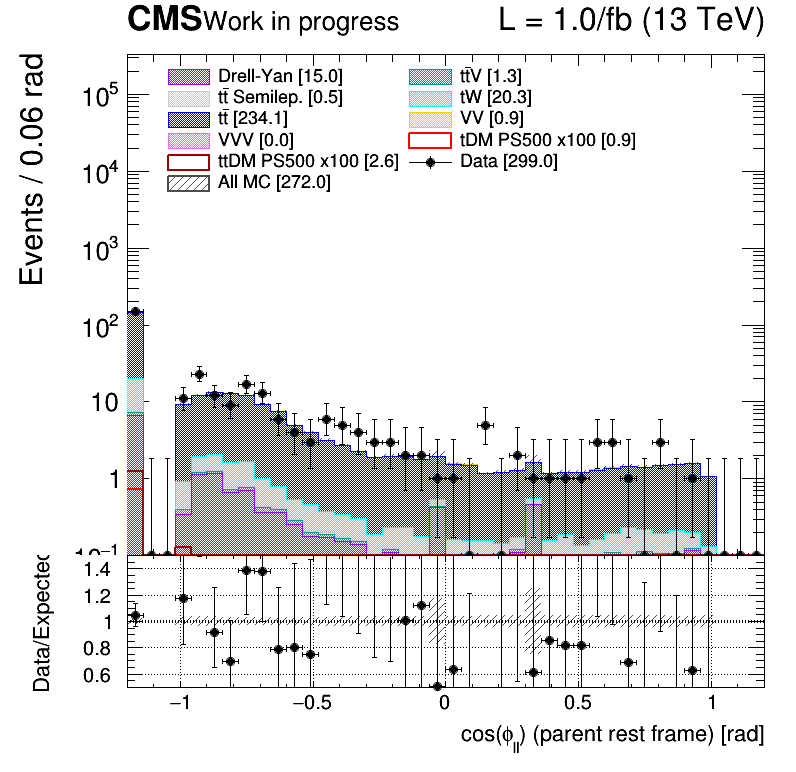 CMS Work in progress L = 1.0/fb (13 TeV)
Events / 0.06 rad
Drell-Yan [15.0] tt̄V [1.3]
tt̄ Semilep. [0.5] tW [20.3]
tt̄ [234.1] VV [0.9]
VVV [0.0] tDM PS500 x100 [0.9]
ttDM PS500 x100 [2.6] Data [299.0]
All MC [272.0]
10⁵
10⁴
10³
10²
10
1
10⁻¹
Data/Expected
1.4
1.2
1
0.8
0.6
−1 −0.5 0 0.5 1
cos(ϕ_ll) (parent rest frame) [rad]